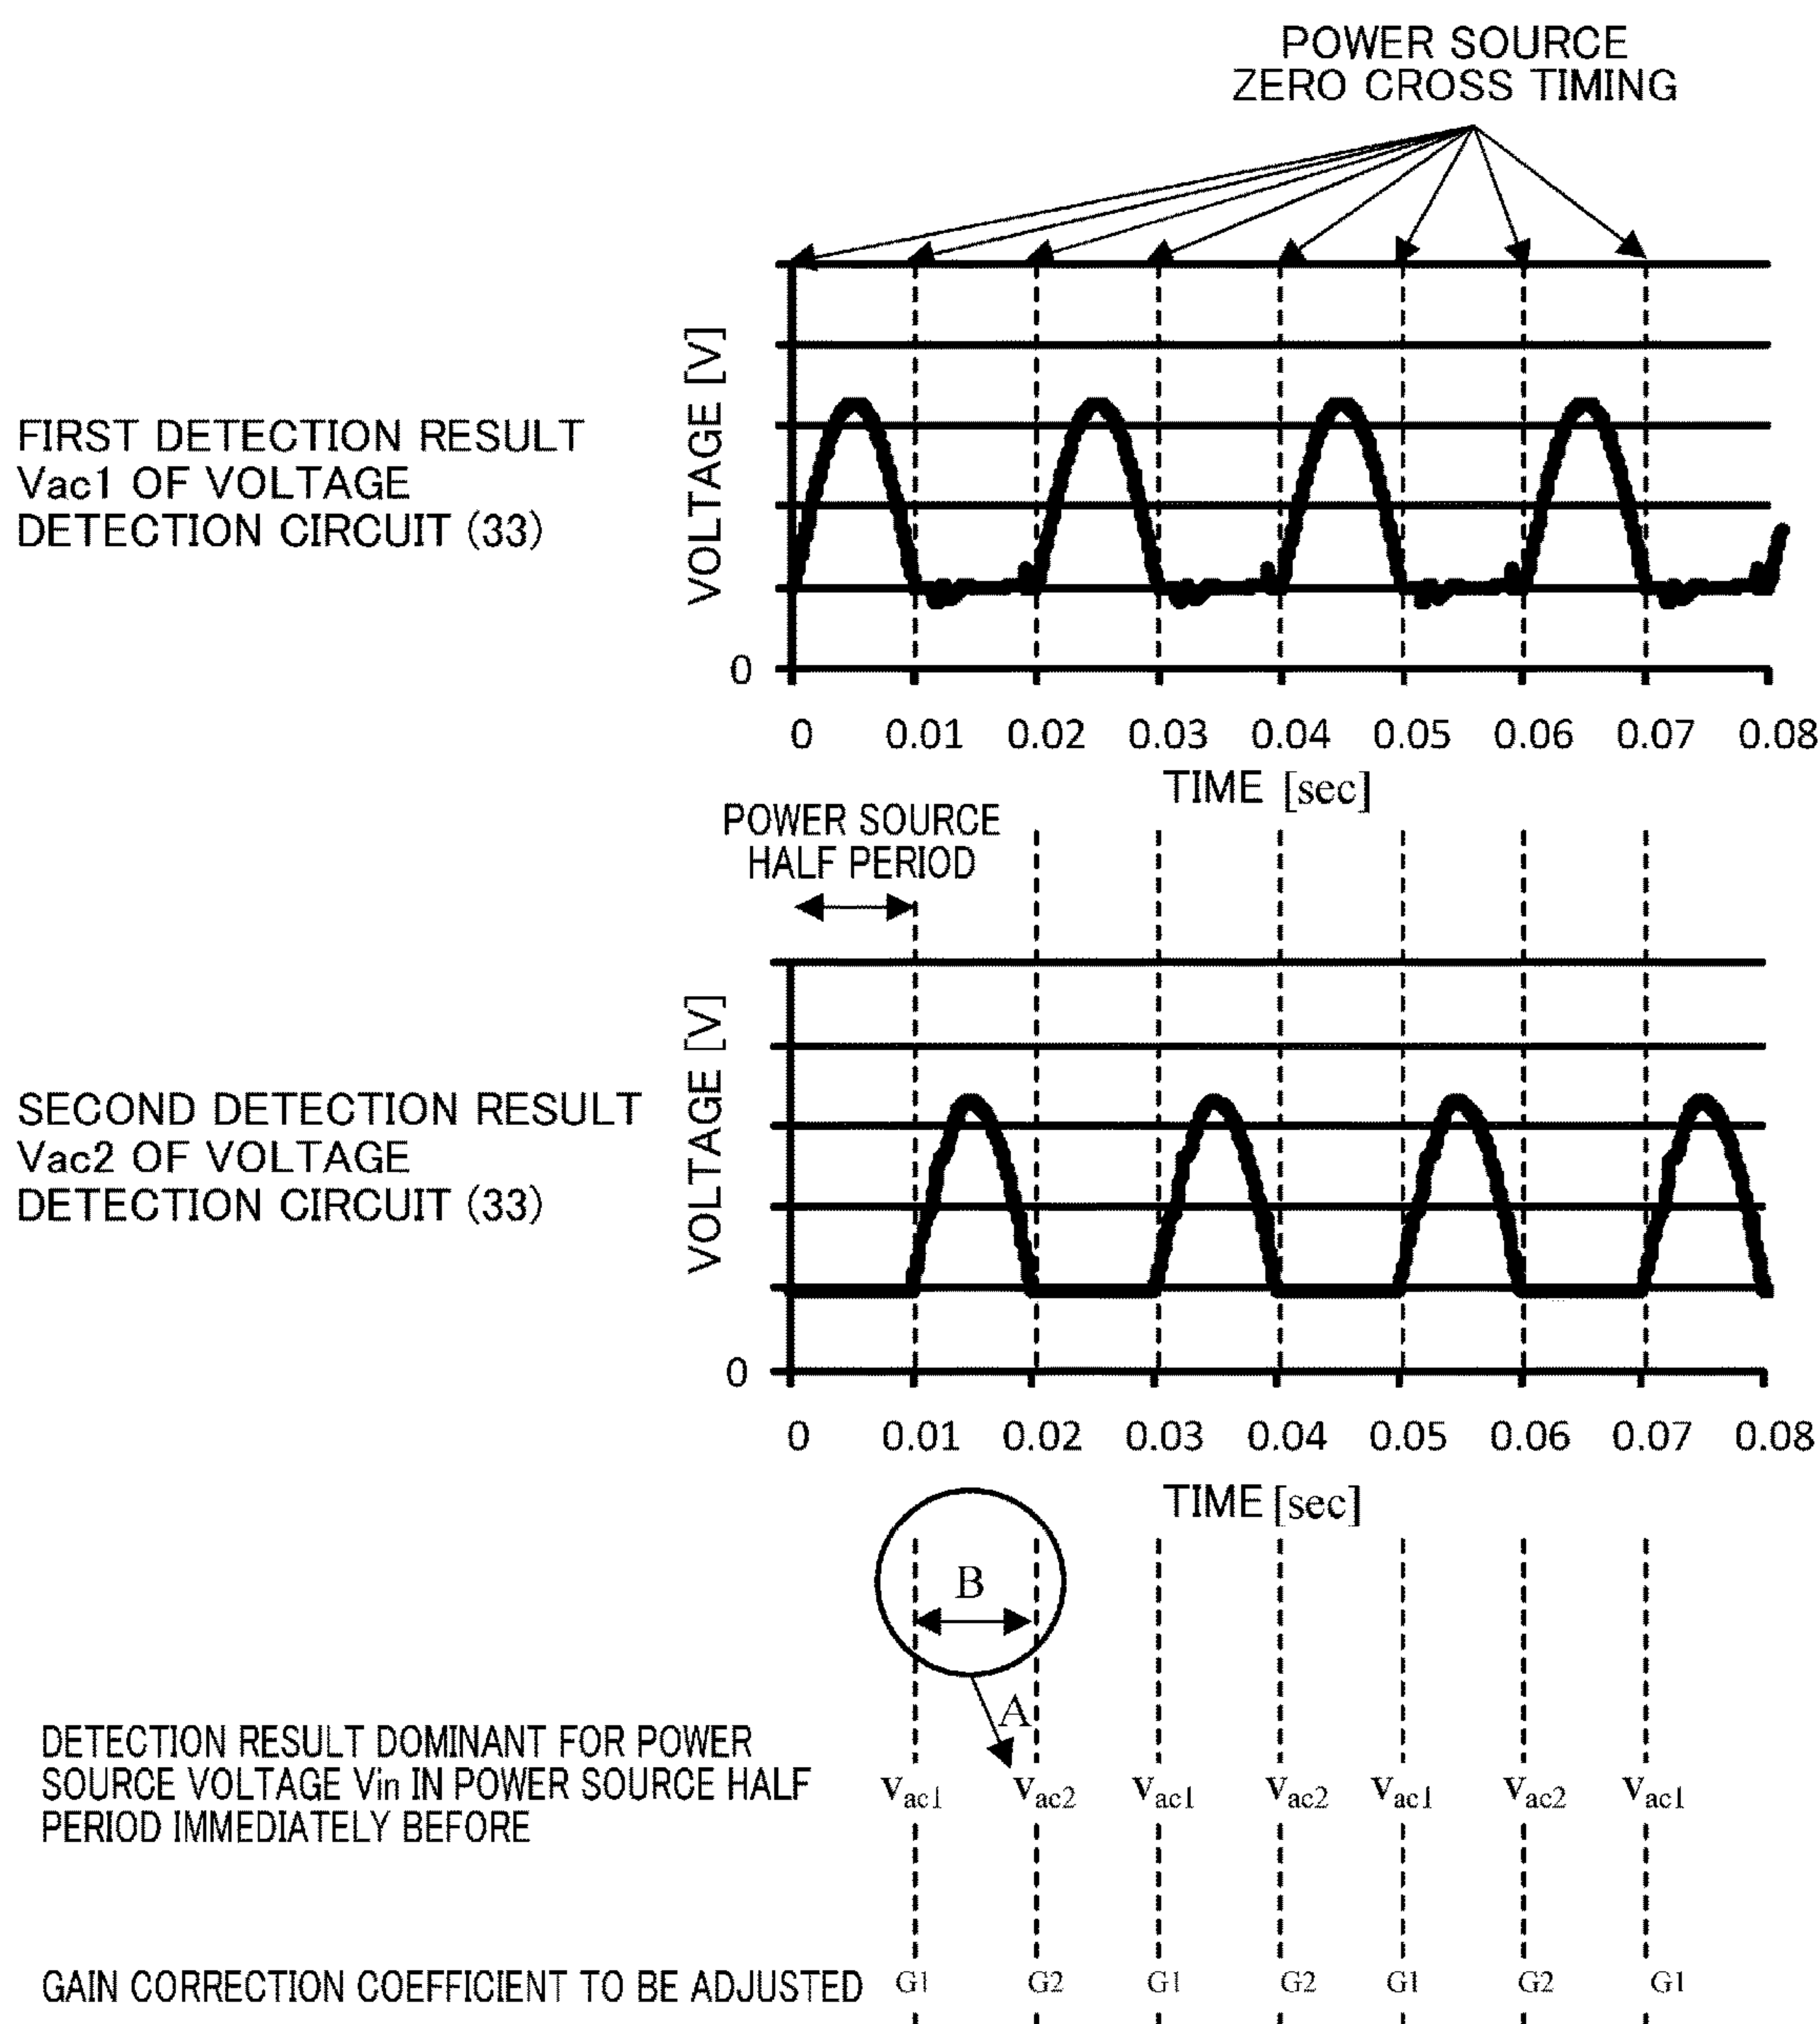 POWER SOURCE
ZERO CROSS TIMING
FIRST DETECTION RESULT
Vac1 OF VOLTAGE
DETECTION CIRCUIT (33)
VOLTAGE [V]
0
0 0.01 0.02 0.03 0.04 0.05 0.06 0.07 0.08
TIME [sec]
POWER SOURCE
HALF PERIOD
SECOND DETECTION RESULT
Vac2 OF VOLTAGE
DETECTION CIRCUIT (33)
VOLTAGE [V]
0
0 0.01 0.02 0.03 0.04 0.05 0.06 0.07 0.08
TIME [sec]
B
A
DETECTION RESULT DOMINANT FOR POWER
SOURCE VOLTAGE Vin IN POWER SOURCE HALF
PERIOD IMMEDIATELY BEFORE
Vac1 Vac2 Vac1 Vac2 Vac1 Vac2 Vac1
GAIN CORRECTION COEFFICIENT TO BE ADJUSTED G1 G2 G1 G2 G1 G2 G1